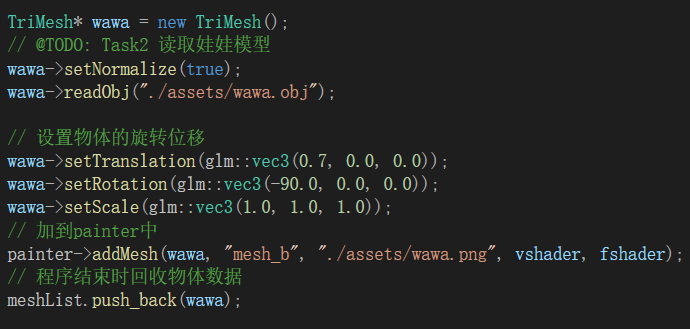 TriMesh* wawa = new TriMesh();
// @TODO: Task2 读取娃娃模型
wawa->setNormalize(true);
wawa->readObj("./assets/wawa.obj");
// 设置物体的旋转位移
wawa->setTranslation(glm::vec3(0.7, 0.0, 0.0));
wawa->setRotation(glm::vec3(-90.0, 0.0, 0.0));
wawa->setScale(glm::vec3(1.0, 1.0, 1.0));
// 加到painter中
painter->addMesh(wawa, "mesh_b", "./assets/wawa.png", vshader, fshader);
// 程序结束时回收物体数据
meshList.push_back(wawa);